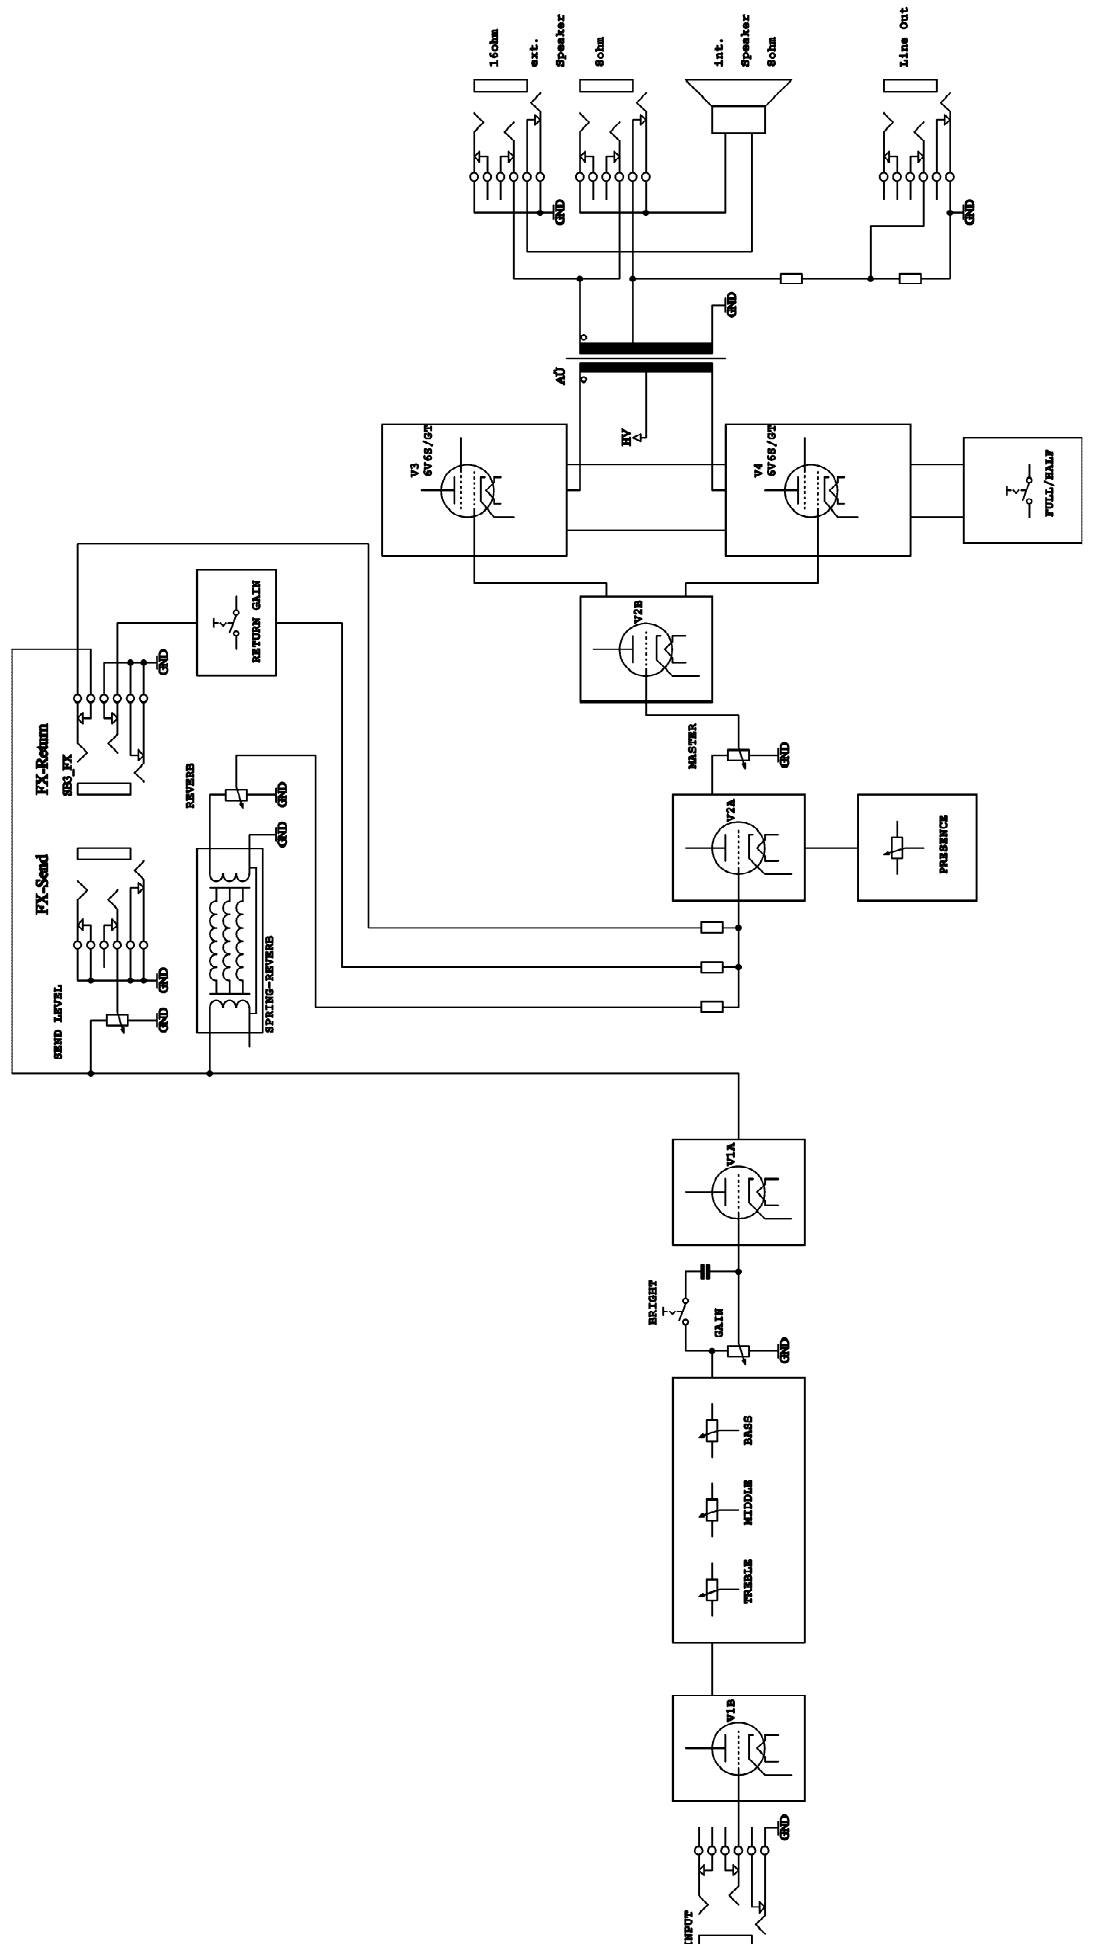 16ohm
ext.
Speaker
8ohm
int.
Speaker
8ohm
Line Out
GND
GND
GND
AÜ
HV
V3
6V6S/GT
V4
6V6S/GT
FULL/HALF
V2B
RETURN GAIN
GND
FX-Return
SB3_FX
MASTER
GND
REVERB
GND
GND
V2A
PRESENCE
FX-Send
GND
SPRING-REVERB
SEND LEVEL
GND
V1A
BRIGHT
GAIN
GND
BASS
MIDDLE
TREBLE
V1B
GND
INPUT